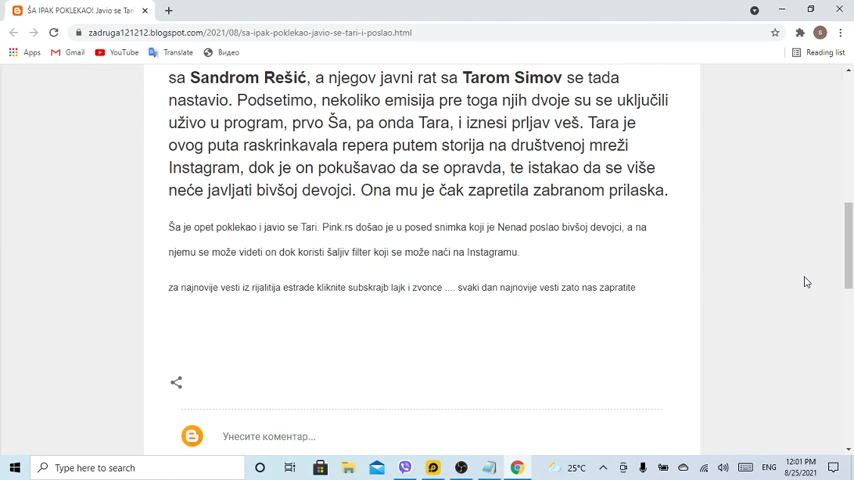 ŠA IPAK POKLEKAO! Javio se Tari
zadruga121212.blogspot.com/2021/08/sa-ipak-poklekao-javio-se-tari-i-poslao.html
Apps Gmail YouTube Translate Видео Reading list
sa Sandrom Rešić, a njegov javni rat sa Tarom Simov se tada
nastavio. Podsetimo, nekoliko emisija pre toga njih dvoje su se uključili
uživo u program, prvo Ša, pa onda Tara, i iznesi prljav veš. Tara je
ovog puta raskrinkavala repera putem storija na društvenoj mreži
Instagram, dok je on pokušavao da se opravda, te istakao da se više
neće javljati bivšoj devojci. Ona mu je čak zapretila zabranom prilaska.
Ša je opet poklekao i javio se Tari. Pink.rs došao je u posed snimka koji je Nenad poslao bivšoj devojci, a na
njemu se može videti on dok koristi šaljiv filter koji se može naći na Instagramu.
za najnovije vesti iz rijalitija estrade kliknite subskrajb lajk i zvonce .... svaki dan najnovije vesti zato nas zapratite
Унесите коментар...
Type here to search
25°C
ENG
12:01 PM
8/25/2021